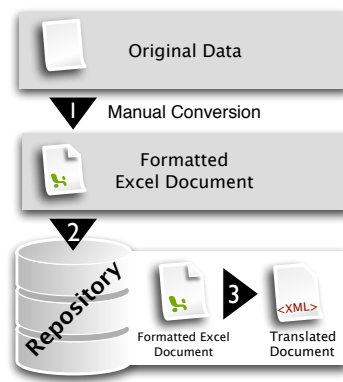 Original Data
1
Manual Conversion
Formatted
Excel Document
2
Repository
3
<XML>
Formatted Excel
Document
Translated
Document